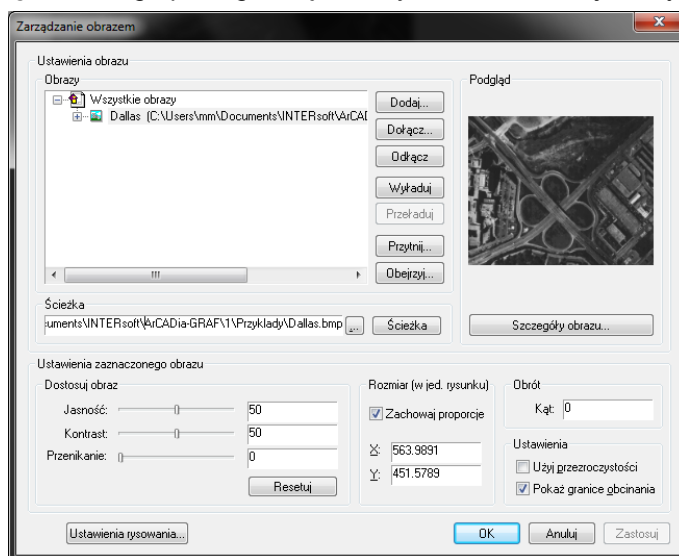 Zarządzanie obrazem
Ustawienia obrazu
Obrazy
Wszystkie obrazy
Dallas (C:\Users\mm\Documents\INTERsoft\ArCAD
Dodaj...
Dołącz...
Odłącz
Wyładuj
Przeładuj
Przytnij...
Obejrzyj...
Podgląd
Ścieżka
uments\INTERsoft\ArCADia-GRAF\1\Przyklady\Dallas.bmp
...
Ścieżka
Szczegóły obrazu...
Ustawienia zaznaczonego obrazu
Dostosuj obraz
Jasność: 50
Kontrast: 50
Przenikanie: 0
Resetuj
Rozmiar (w jed. rysunku)
Zachowaj proporcje
X: 563.9891
Y: 451.5789
Obrót
Kąt: 0
Ustawienia
Użyj przezroczystości
Pokaż granice obcinania
Ustawienia rysowania...
OK
Anuluj
Zastosuj